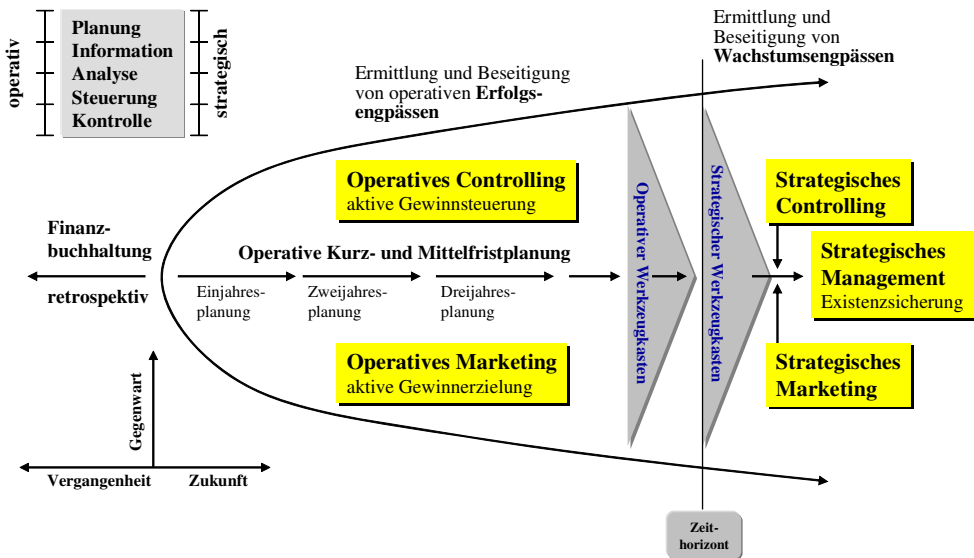 operativ
Planung
Information
Analyse
Steuerung
Kontrolle
strategisch
Ermittlung und Beseitigung
von operativen Erfolgs-
engpässen
Ermittlung und
Beseitigung von
Wachstumsengpässen
Operatives Controlling
aktive Gewinnsteuerung
Operativer Werkzeugkasten
Strategischer Werkzeugkasten
Strategisches
Controlling
Finanz-
buchhaltung
retrospektiv
Operative Kurz- und Mittelfristplanung
Einjahres-
planung
Zweijahres-
planung
Dreijahres-
planung
Strategisches
Management
Existenzsicherung
Operatives Marketing
aktive Gewinnerzielung
Strategisches
Marketing
Gegenwart
Vergangenheit
Zukunft
Zeit-
horizont